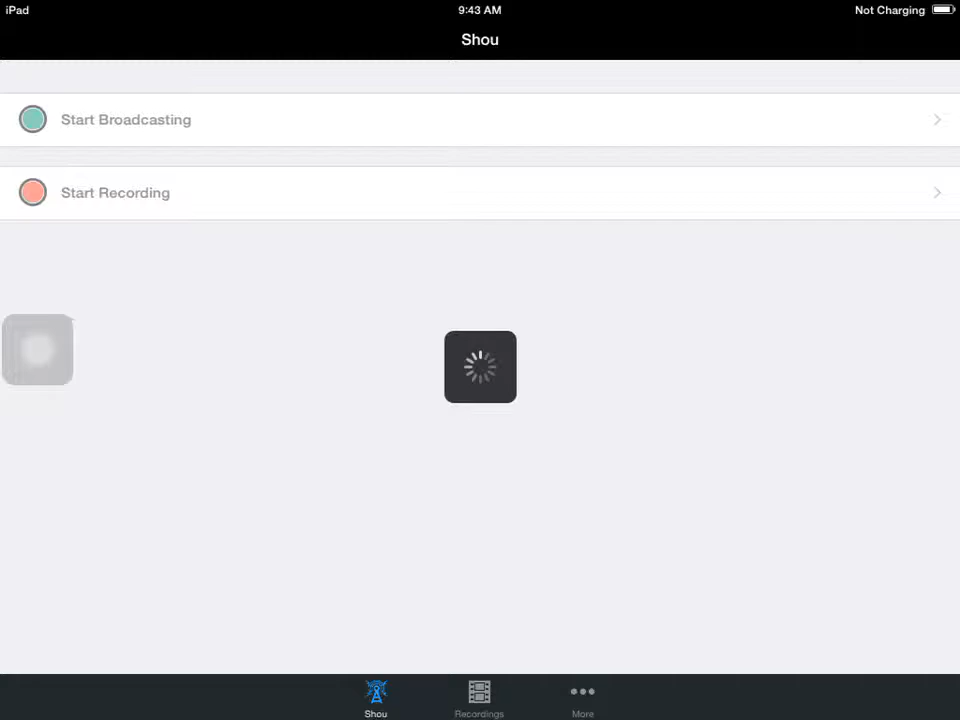 iPad
9:43 AM
Not Charging
Shou
Start Broadcasting
Start Recording
Shou
Recordings
More